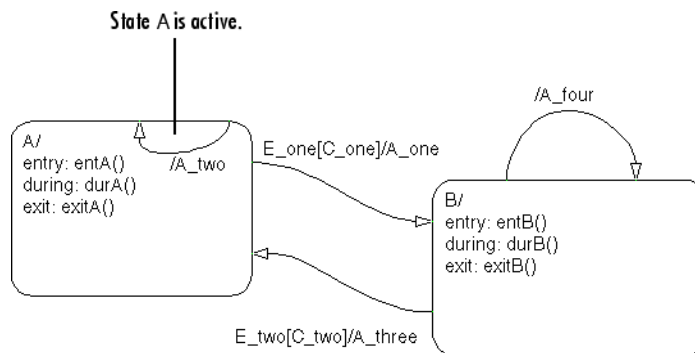 State A is active.
/A_four
A/
entry: entA()
during: durA()
exit: exitA()
/A_two
E_one[C_one]/A_one
B/
entry: entB()
during: durB()
exit: exitB()
E_two[C_two]/A_three